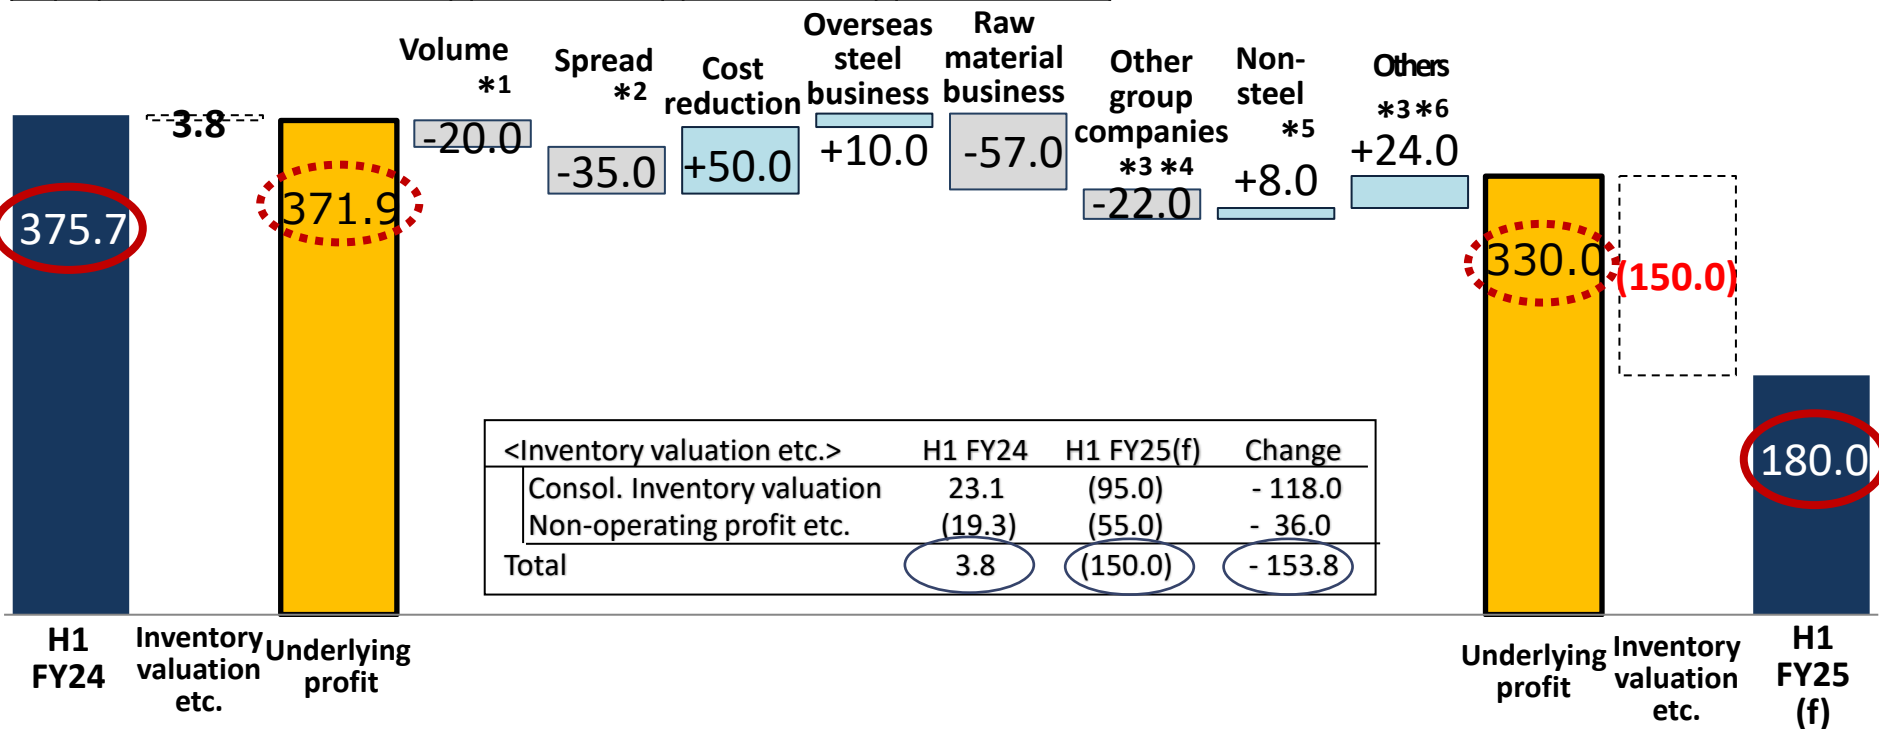 Volume
*1
Spread
*2
Cost
reduction
Overseas
steel
business
Raw
material
business
Other
group
companies
*3 *4
Non-
steel
*5
Others
*3 *6
375.7
3.8
371.9
-20.0
-35.0
+50.0
+10.0
-57.0
-22.0
+8.0
+24.0
330.0
(150.0)
180.0
<Inventory valuation etc.> H1 FY24 H1 FY25(f) Change
Consol. Inventory valuation 23.1 (95.0) - 118.0
Non-operating profit etc. (19.3) (55.0) - 36.0
Total 3.8 (150.0) - 153.8
H1
FY24
Inventory
valuation
etc.
Underlying
profit
Underlying
profit
Inventory
valuation
etc.
H1
FY25
(f)